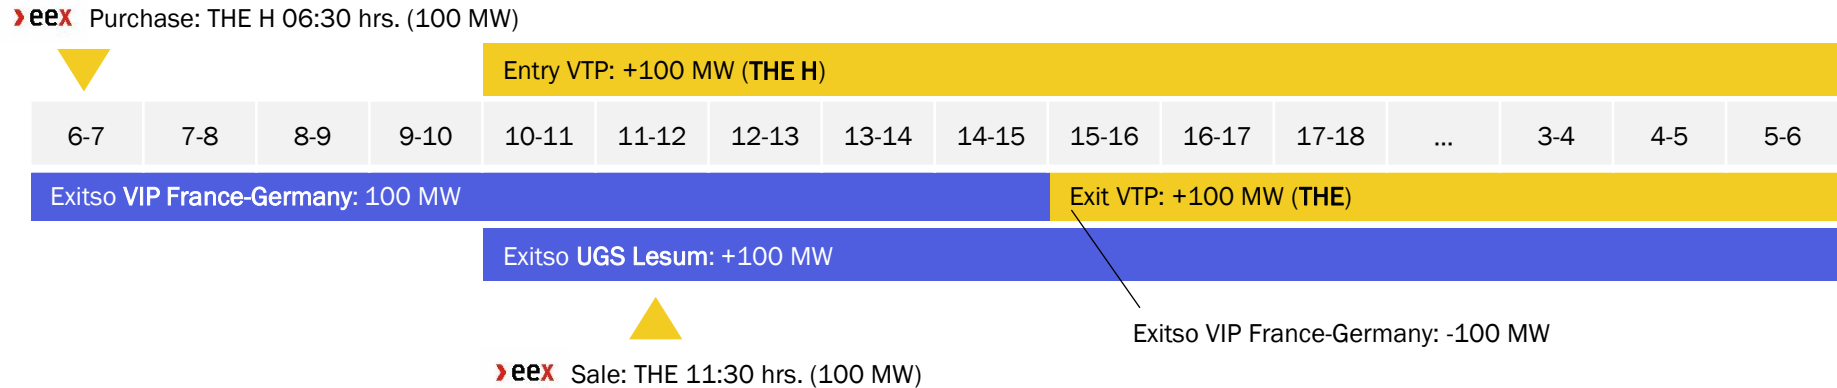 eex Purchase: THE H 06:30 hrs. (100 MW)
Entry VTP: +100 MW (THE H)
6-7 7-8 8-9 9-10 10-11 11-12 12-13 13-14 14-15 15-16 16-17 17-18 ... 3-4 4-5 5-6
Exitso VIP France-Germany: 100 MW
Exit VTP: +100 MW (THE)
Exitso UGS Lesum: +100 MW
Exitso VIP France-Germany: -100 MW
eex Sale: THE 11:30 hrs. (100 MW)